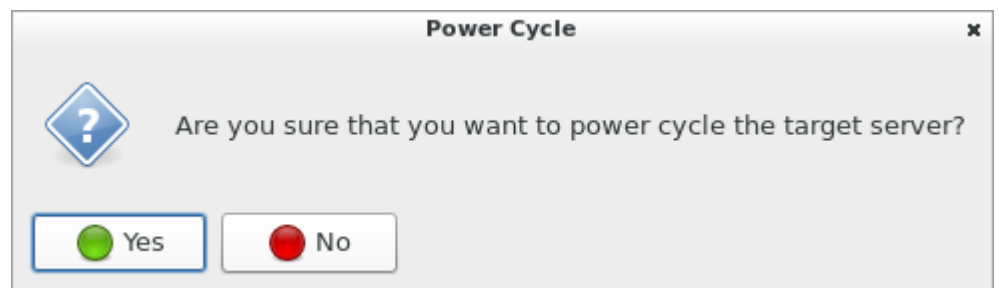 Power Cycle
Are you sure that you want to power cycle the target server?
Yes
No